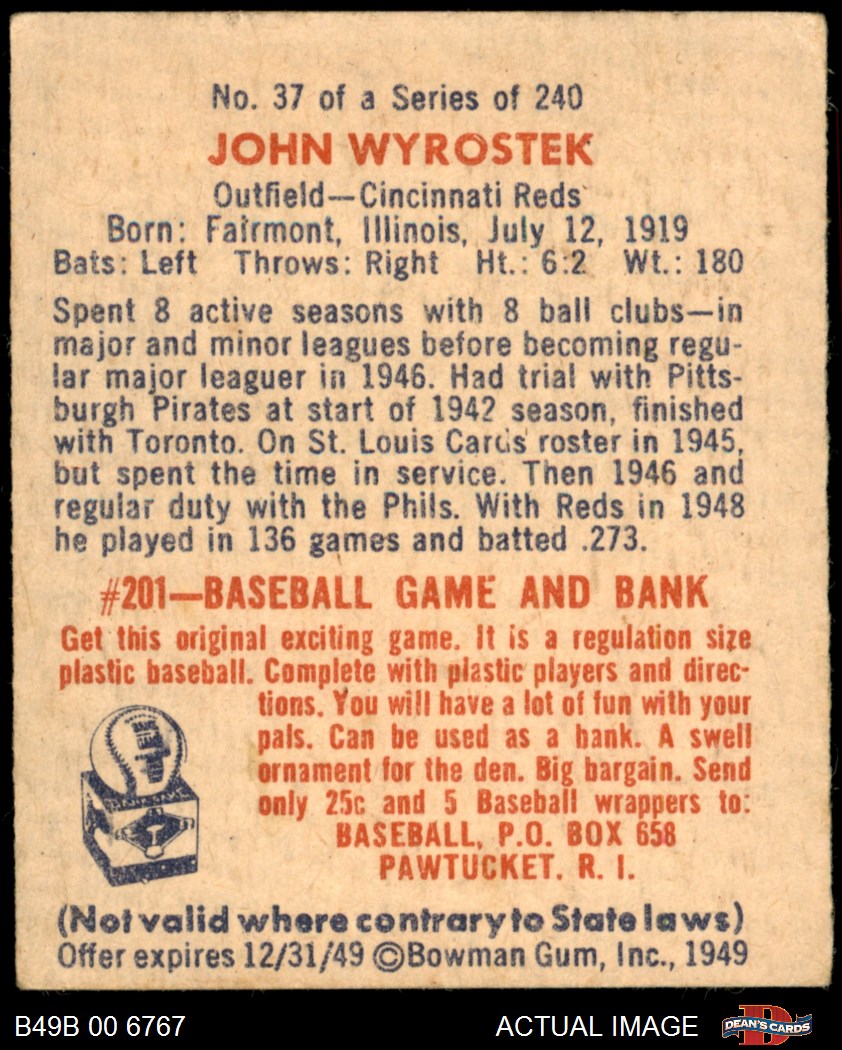 No. 37 of a Series of 240
JOHN WYROSTEK
Outfield—Cincinnati Reds
Born: Fairmont, Illinois, July 12, 1919
Bats: Left Throws: Right Ht.: 6:2 Wt.: 180
Spent 8 active seasons with 8 ball clubs—in
major and minor leagues before becoming regu-
lar major leaguer in 1946. Had trial with Pitts-
burgh Pirates at start of 1942 season, finished
with Toronto. On St. Louis Cards roster in 1945,
but spent the time in service. Then 1946 and
regular duty with the Phils. With Reds in 1948
he played in 136 games and batted .273.
#201—BASEBALL GAME AND BANK
Get this original exciting game. It is a regulation size
plastic baseball. Complete with plastic players and direc-
tions. You will have a lot of fun with your
pals. Can be used as a bank. A swell
ornament for the den. Big bargain. Send
only 25c and 5 Baseball wrappers to:
BASEBALL, P.O. BOX 658
PAWTUCKET, R. I.
(Not valid where contrary to State laws)
Offer expires 12/31/49 ©Bowman Gum, Inc., 1949
B49B 00 6767
ACTUAL IMAGE
DEAN'S CARDS